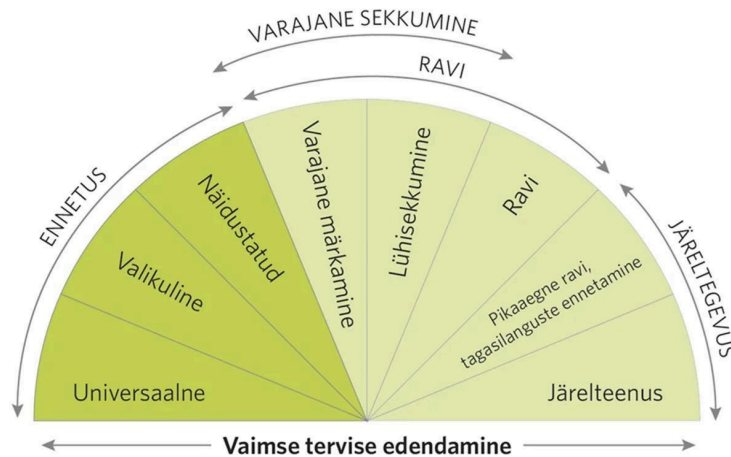 VARAJANE SEKKUMINE
RAVI
ENNETUS
JÄRELTEGEVUS
Universaalne
Valikuline
Näidustatud
Varajane märkamine
Lühisekkumine
Ravi
Pikaaegne ravi,
tagasilanguste ennetamine
Järelteenus
Vaimse tervise edendamine